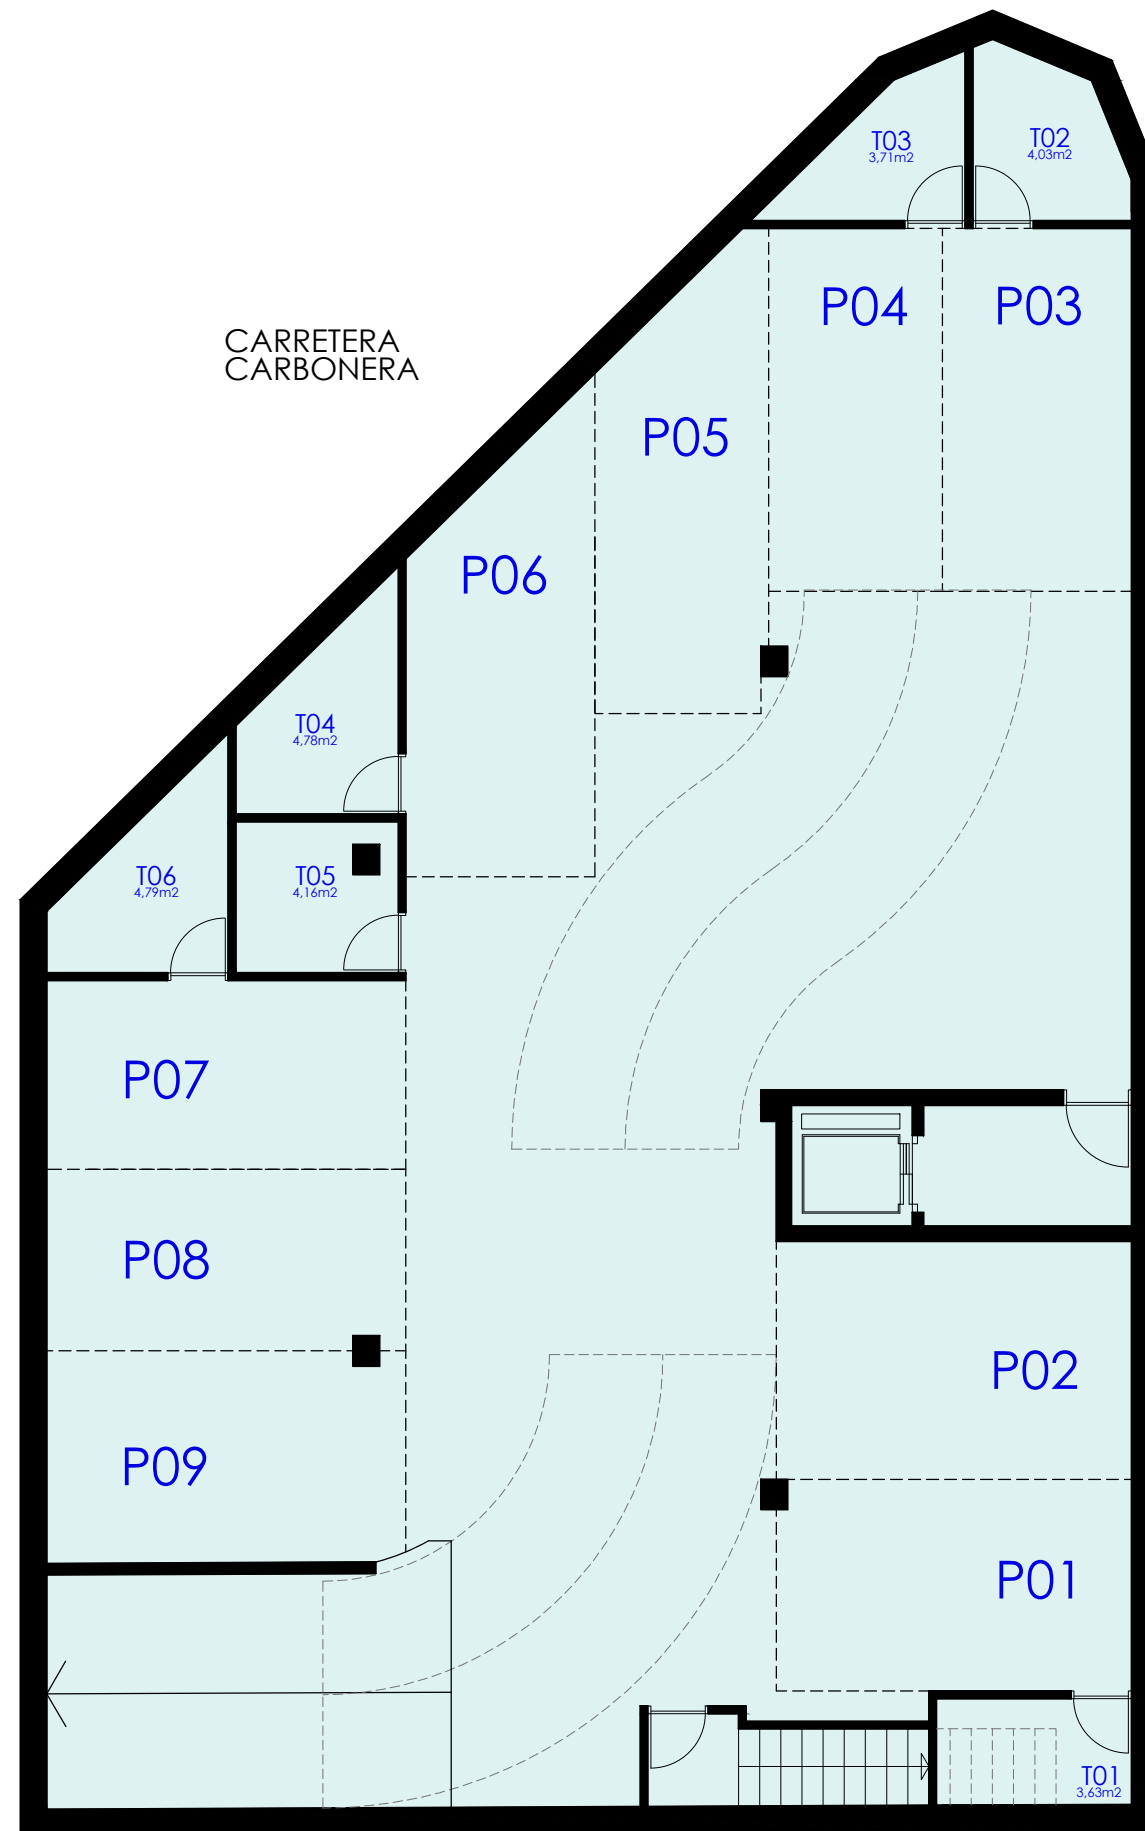 T03
3,71m2
T02
4,03m2
P04
P03
CARRETERA
CARBONERA
P05
P06
T04
4,78m2
T06
4,79m2
T05
4,16m2
P07
P08
P02
P09
P01
T01
3,63m2